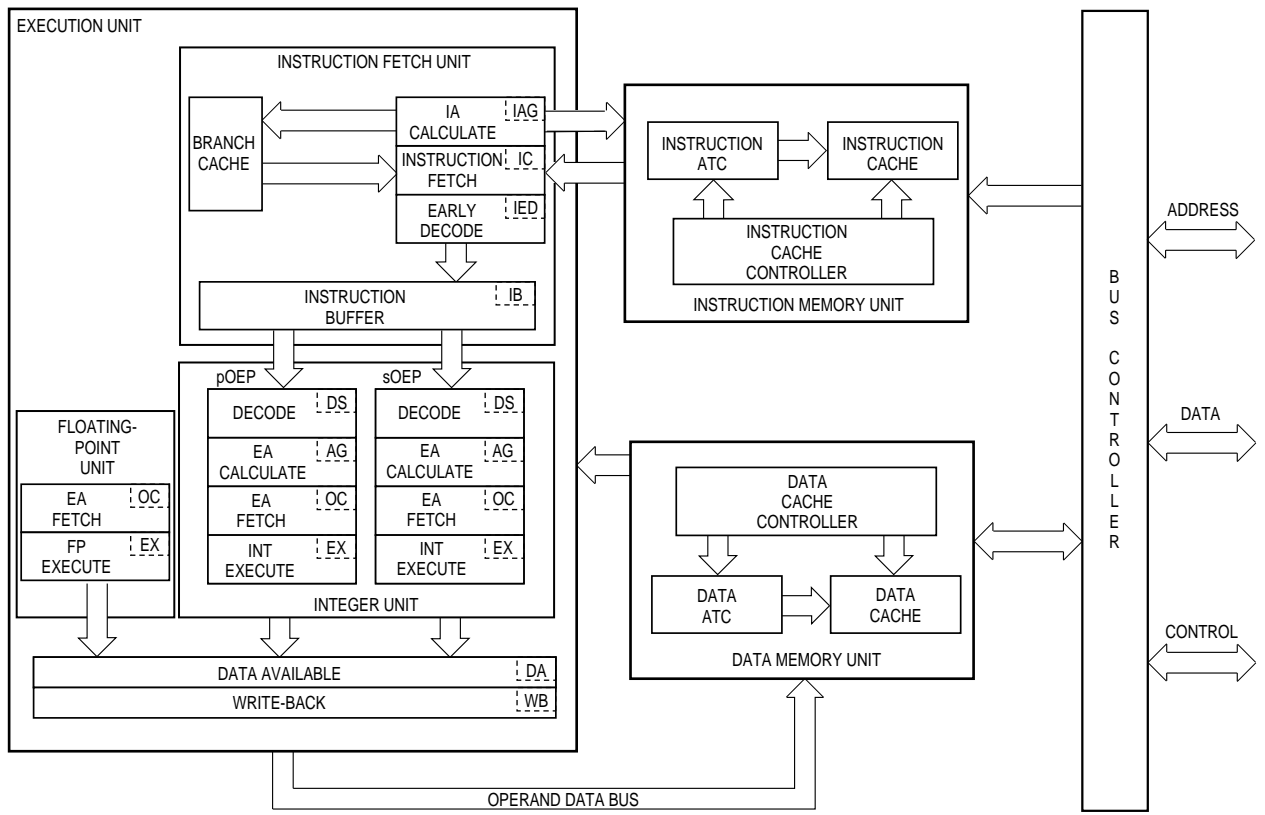 EXECUTION UNIT
INSTRUCTION FETCH UNIT
BRANCH
CACHE
IA
CALCULATE
IAG
INSTRUCTION
FETCH
IC
EARLY
DECODE
IED
INSTRUCTION
BUFFER
IB
INSTRUCTION
ATC
INSTRUCTION
CACHE
INSTRUCTION
CACHE
CONTROLLER
INSTRUCTION MEMORY UNIT
pOEP
DECODE
DS
EA
CALCULATE
AG
EA
FETCH
OC
INT
EXECUTE
EX
sOEP
DECODE
DS
EA
CALCULATE
AG
EA
FETCH
OC
INT
EXECUTE
EX
INTEGER UNIT
FLOATING-
POINT
UNIT
EA
FETCH
OC
FP
EXECUTE
EX
DATA AVAILABLE
DA
WRITE-BACK
WB
DATA
CACHE
CONTROLLER
DATA
ATC
DATA
CACHE
DATA MEMORY UNIT
OPERAND DATA BUS
BUS CONTROLLER
ADDRESS
DATA
CONTROL